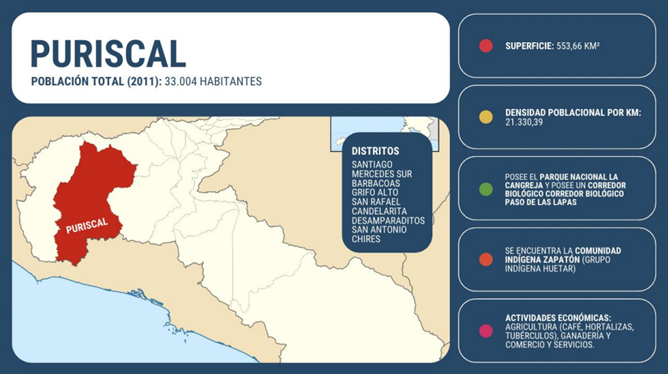 PURISCAL
POBLACIÓN TOTAL (2011): 33.004 HABITANTES
PURISCAL
DISTRITOS
SANTIAGO
MERCEDES SUR
BARBACOAS
GRIFO ALTO
SAN RAFAEL
CANDELARITA
DESAMPARADITOS
SAN ANTONIO
CHIRES
SUPERFICIE: 553,66 KM²
DENSIDAD POBLACIONAL POR KM:
21.330,39
POSEE EL PARQUE NACIONAL LA
CANGREJA Y POSEE UN CORREDOR
BIOLÓGICO CORREDOR BIOLÓGICO
PASO DE LAS LAPAS
SE ENCUENTRA LA COMUNIDAD
INDÍGENA ZAPATÓN (GRUPO
INDÍGENA HUETAR)
ACTIVIDADES ECONÓMICAS:
AGRICULTURA (CAFÉ, HORTALIZAS,
TUBÉRCULOS), GANADERÍA Y
COMERCIO Y SERVICIOS.